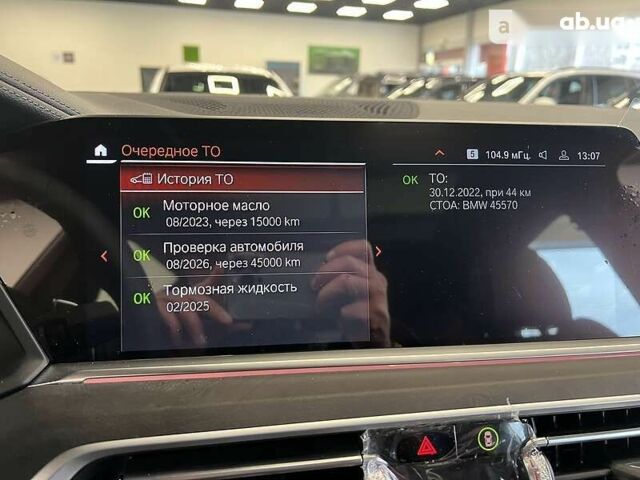 ab.ua
a
Очередное ТО
5 104.9 мГц. 13:07
История ТО
OK Моторное масло
08/2023, через 15000 km
OK Проверка автомобиля
08/2026, через 45000 km
OK Тормозная жидкость
02/2025
OK ТО:
30.12.2022, при 44 км
СТОА: BMW 45570